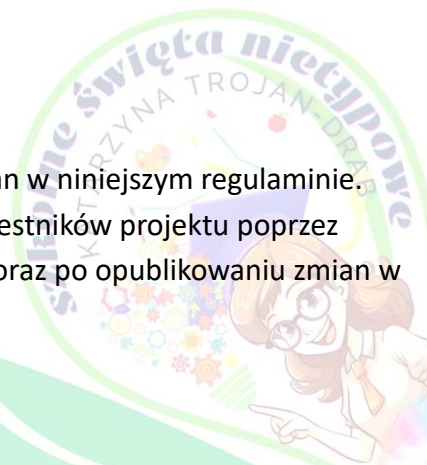 szkolne święta nietypowe
KATARZYNA TROJAN-DRAB
an w niniejszym regulaminie.
estników projektu poprzez
oraz po opublikowaniu zmian w